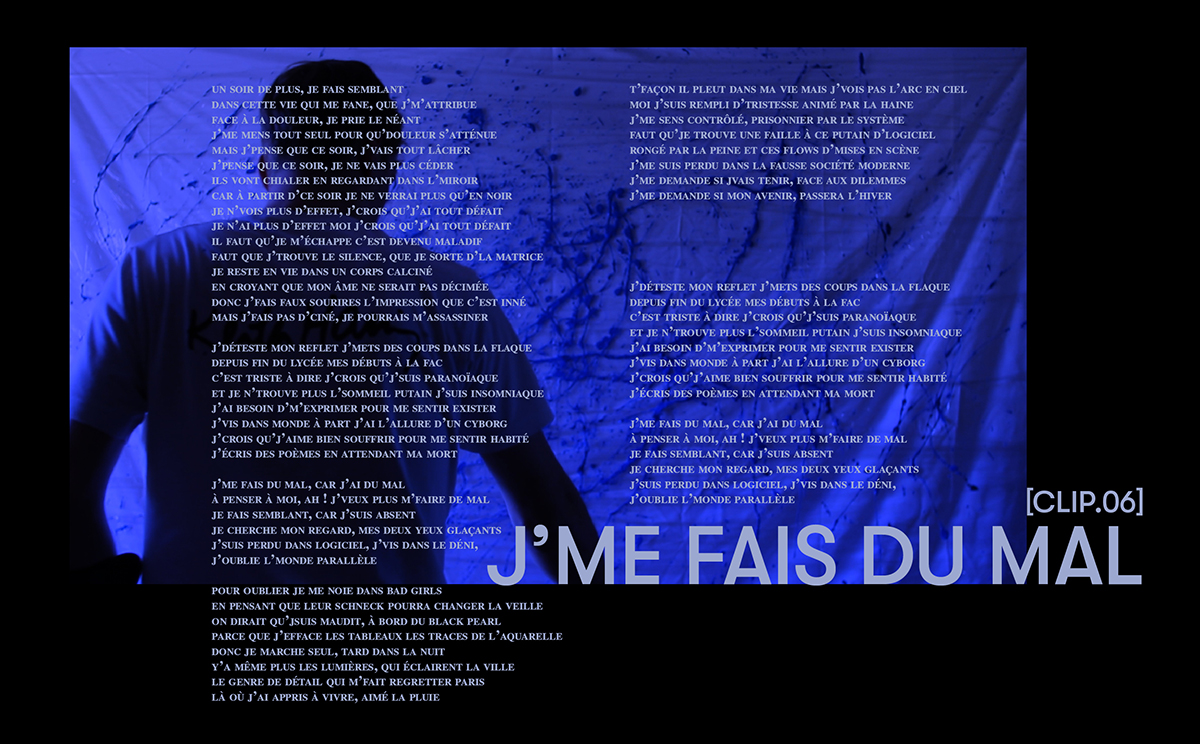 UN SOIR DE PLUS, JE FAIS SEMBLANT
DANS CETTE VIE QUI ME FANE, QUE J’M’ATTRIBUE
FACE À LA DOULEUR, JE PRIE LE NÉANT
J’ME MENS TOUT SEUL POUR QU’DOULEUR S’ATTÉNUE
MAIS J’PENSE QUE CE SOIR, J’VAIS TOUT LÂCHER
J’PENSE QUE CE SOIR, JE NE VAIS PLUS CÉDER
ILS VONT CHIALER EN REGARDANT DANS L’MIROIR
CAR À PARTIR D’CE SOIR JE NE VERRAI PLUS QU’EN NOIR
JE N’VOIS PLUS D’EFFET, J’CROIS QU’J’AI TOUT DÉFAIT
JE N’AI PLUS D’EFFET MOI J’CROIS QU’J’AI TOUT DÉFAIT
IL FAUT QU’JE M’ÉCHAPPE C’EST DEVENU MALADIF
FAUT QUE J’TROUVE LE SILENCE, QUE JE SORTE D’LA MATRICE
JE RESTE EN VIE DANS UN CORPS CALCINÉ
EN CROYANT QUE MON ÂME NE SERAIT PAS DÉCIMÉE
DONC J’FAIS FAUX SOURIRES L’IMPRESSION QUE C’EST INNÉ
MAIS J’FAIS PAS D’CINÉ, JE POURRAIS M’ASSASSINER
J’DÉTESTE MON REFLET J’METS DES COUPS DANS LA FLAQUE
DEPUIS FIN DU LYCÉE MES DÉBUTS À LA FAC
C’EST TRISTE À DIRE J’CROIS QU’J’SUIS PARANOÏAQUE
ET JE N’TROUVE PLUS L’SOMMEIL PUTAIN J’SUIS INSOMNIAQUE
J’AI BESOIN D’M’EXPRIMER POUR ME SENTIR EXISTER
J’VIS DANS MONDE À PART J’AI L’ALLURE D’UN CYBORG
J’CROIS QU’J’AIME BIEN SOUFFRIR POUR ME SENTIR HABITÉ
J’ÉCRIS DES POÈMES EN ATTENDANT MA MORT
J’ME FAIS DU MAL, CAR J’AI DU MAL
À PENSER À MOI, AH ! J’VEUX PLUS M’FAIRE DE MAL
JE FAIS SEMBLANT, CAR J’SUIS ABSENT
JE CHERCHE MON REGARD, MES DEUX YEUX GLAÇANTS
J’SUIS PERDU DANS LOGICIEL, J’VIS DANS LE DÉNI,
J’OUBLIE L’MONDE PARALLÈLE
POUR OUBLIER JE ME NOIE DANS BAD GIRLS
EN PENSANT QUE LEUR SCHNECK POURRA CHANGER LA VEILLE
ON DIRAIT QU’JSUIS MAUDIT, À BORD DU BLACK PEARL
PARCE QUE J’EFFACE LES TABLEAUX LES TRACES DE L’AQUARELLE
DONC JE MARCHE SEUL, TARD DANS LA NUIT
Y’A MÊME PLUS LES LUMIÈRES, QUI ÉCLAIRENT LA VILLE
LE GENRE DE DÉTAIL QUI M’FAIT REGRETTER PARIS
LÀ OÙ J’AI APPRIS À VIVRE, AIMÉ LA PLUIE
T’FAÇON IL PLEUT DANS MA VIE MAIS J’VOIS PAS L’ARC EN CIEL
MOI J’SUIS REMPLI D’TRISTESSE ANIMÉ PAR LA HAINE
J’ME SENS CONTRÔLÉ, PRISONNIER PAR LE SYSTÈME
FAUT QU’JE TROUVE UNE FAILLE À CE PUTAIN D’LOGICIEL
RONGÉ PAR LA PEINE ET CES FLOWS D’MISES EN SCÈNE
J’ME SUIS PERDU DANS LA FAUSSE SOCIÉTÉ MODERNE
J’ME DEMANDE SI JVAIS TENIR, FACE AUX DILEMMES
J’ME DEMANDE SI MON AVENIR, PASSERA L’HIVER
J’DÉTESTE MON REFLET J’METS DES COUPS DANS LA FLAQUE
DEPUIS FIN DU LYCÉE MES DÉBUTS À LA FAC
C’EST TRISTE À DIRE J’CROIS QU’J’SUIS PARANOÏAQUE
ET JE N’TROUVE PLUS L’SOMMEIL PUTAIN J’SUIS INSOMNIAQUE
J’AI BESOIN D’M’EXPRIMER POUR ME SENTIR EXISTER
J’VIS DANS MONDE À PART J’AI L’ALLURE D’UN CYBORG
J’CROIS QU’J’AIME BIEN SOUFFRIR POUR ME SENTIR HABITÉ
J’ÉCRIS DES POÈMES EN ATTENDANT MA MORT
J’ME FAIS DU MAL, CAR J’AI DU MAL
À PENSER À MOI, AH ! J’VEUX PLUS M’FAIRE DE MAL
JE FAIS SEMBLANT, CAR J’SUIS ABSENT
JE CHERCHE MON REGARD, MES DEUX YEUX GLAÇANTS
J’SUIS PERDU DANS LOGICIEL, J’VIS DANS LE DÉNI,
J’OUBLIE L’MONDE PARALLÈLE
[CLIP.06]
J’ME FAIS DU MAL